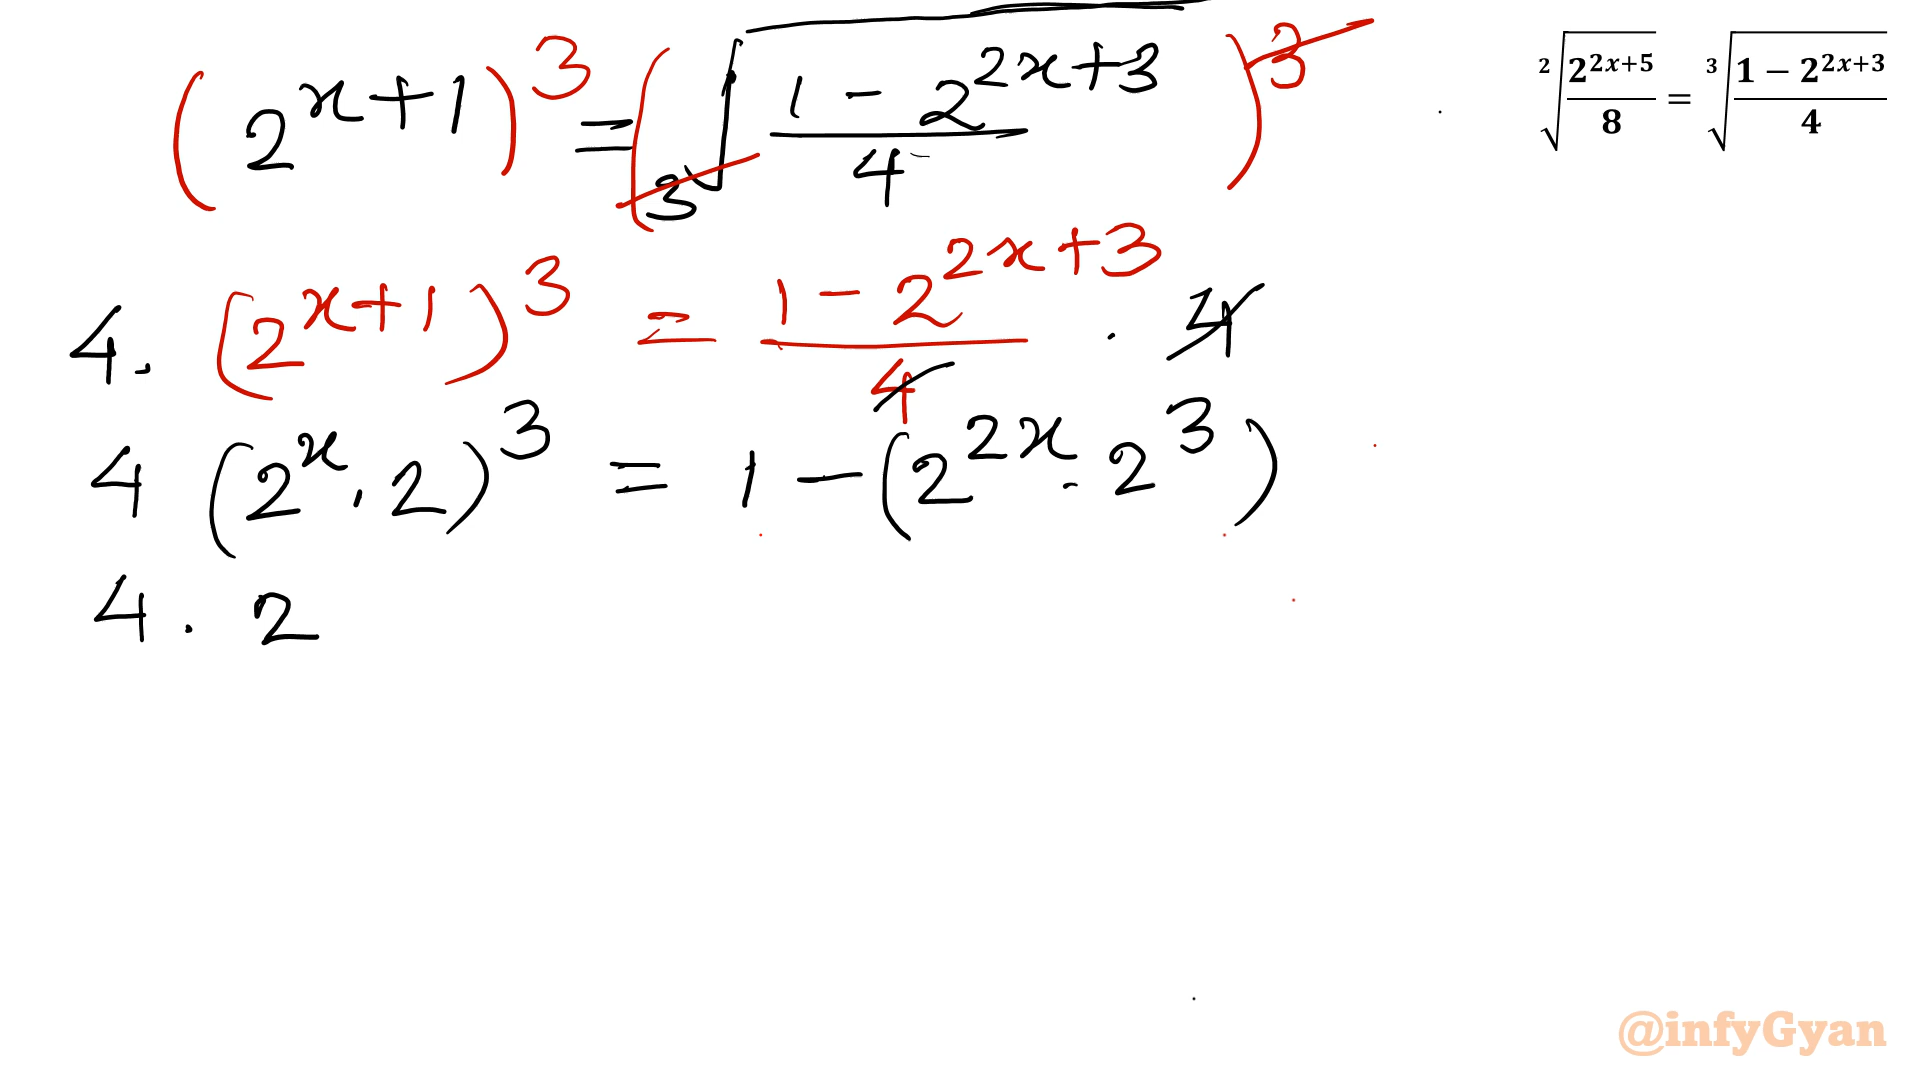 (2^{x+1})^3 = (∛((1 - 2^{2x+3})/4))^3
²√(2^{2x+5}/8) = ³√((1 − 2^{2x+3})/4)
4. (2^{x+1})^3 = (1 - 2^{2x+3})/4 · 4
4 (2^x · 2)^3 = 1 - (2^{2x} · 2^3)
4 . 2
@infyGyan